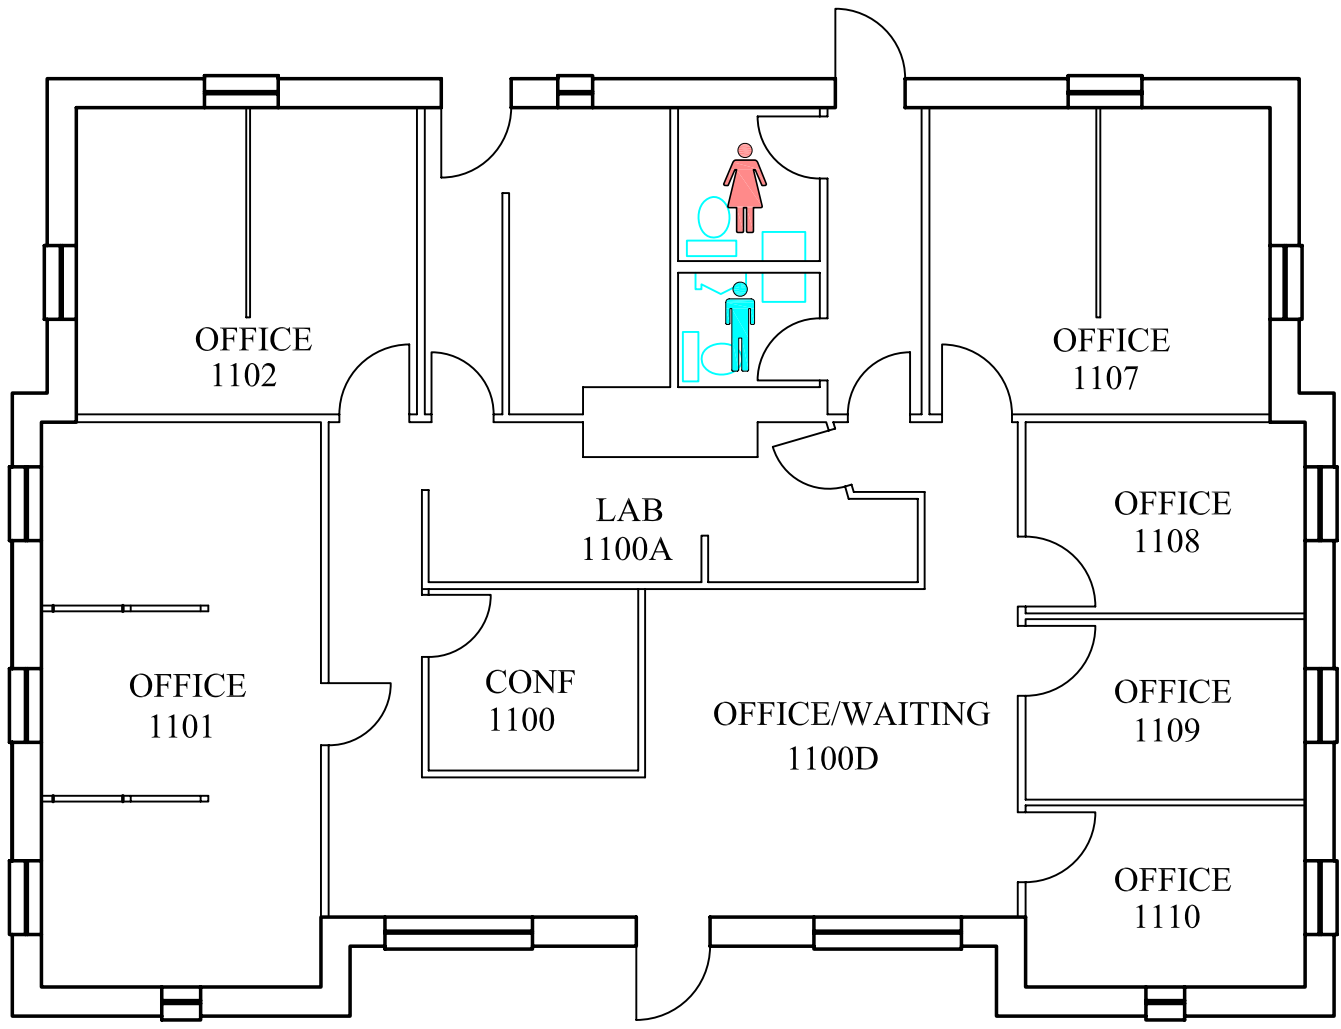 OFFICE
1102
OFFICE
1107
LAB
1100A
OFFICE
1108
OFFICE
1101
CONF
1100
OFFICE/WAITING
1100D
OFFICE
1109
OFFICE
1110